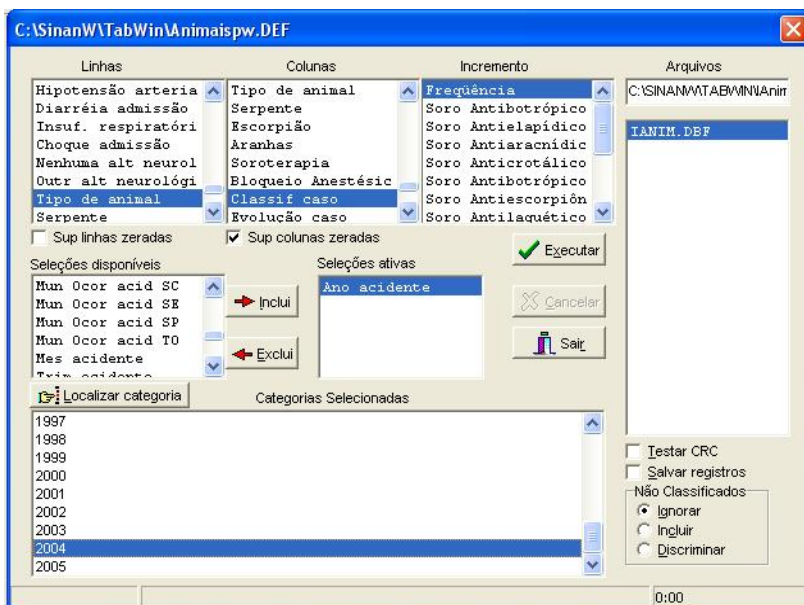 C:\SinanW\TabWin\Animaispw.DEF
Linhas
Hipotensão arteria
Diarréia admissão
Insuf. respiratóri
Choque admissão
Nenhuma alt neurol
Outr alt neurológi
Tipo de animal
Serpente
Sup linhas zeradas
Colunas
Tipo de animal
Serpente
Escorpião
Aranhas
Soroterapia
Bloqueio Anestésic
Classif caso
Evolução caso
Sup colunas zeradas
Incremento
Freqüência
Soro Antibotrópico
Soro Antielapídico
Soro Antiaracnídic
Soro Anticrotálico
Soro Antibotrópico
Soro Antiescorpiôn
Soro Antilaquético
Arquivos
C:\SINANW\TABWIN\IAnim
IANIM.DBF
Executar
Cancelar
Sair
Seleções disponíveis
Mun Ocor acid SC
Mun Ocor acid SE
Mun Ocor acid SP
Mun Ocor acid TO
Mes acidente
Trim acidente
Inclui
Exclui
Seleções ativas
Ano acidente
Localizar categoria
Categorias Selecionadas
1997
1998
1999
2000
2001
2002
2003
2004
2005
Testar CRC
Salvar registros
Não Classificados
Ignorar
Incluir
Discriminar
0:00